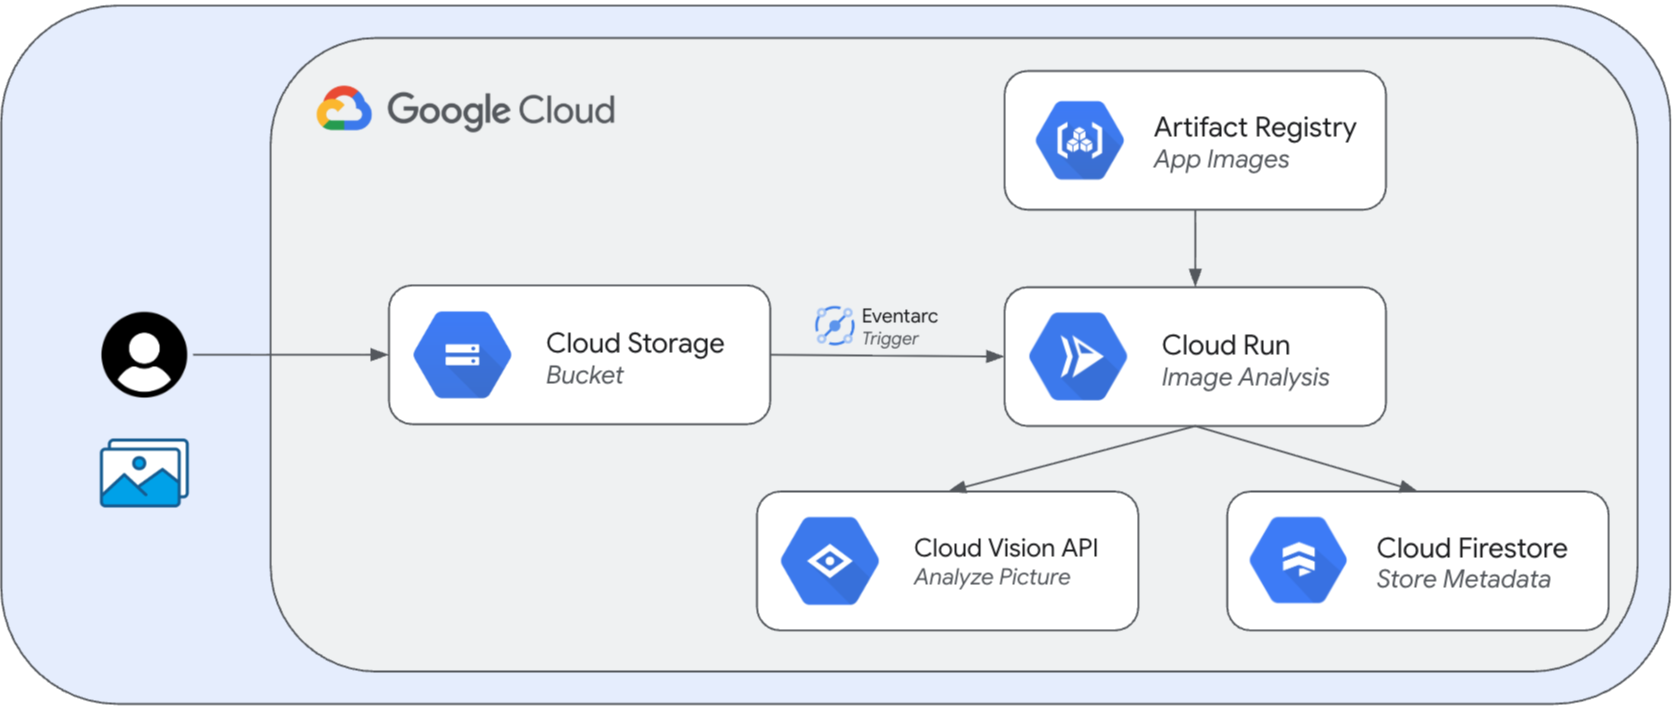 Google Cloud
Artifact Registry
App Images
Cloud Storage
Bucket
Eventarc
Trigger
Cloud Run
Image Analysis
Cloud Vision API
Analyze Picture
Cloud Firestore
Store Metadata